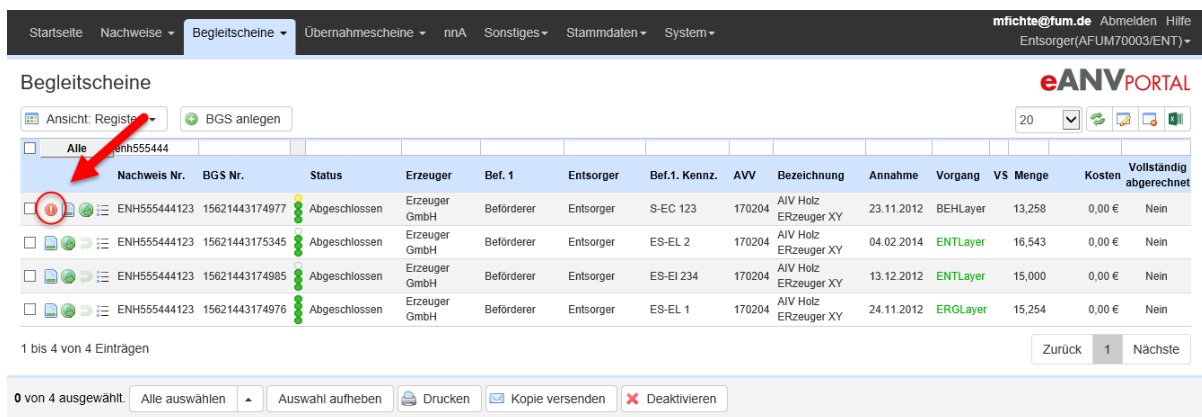 mfichte@fum.de Abmelden Hilfe
Startseite Nachweise Begleitscheine Übernahmescheine nnA Sonstiges Stammdaten System
Entsorger(AFUM70003/ENT)
Begleitscheine
eANVPORTAL
Ansicht: Register BGS anlegen 20
Alle enh555444
Nachweis Nr. BGS Nr. Status Erzeuger Bef. 1 Entsorger Bef.1. Kennz. AVV Bezeichnung Annahme Vorgang VS Menge Kosten Vollständig abgerechnet
ENH555444123 15621443174977 Abgeschlossen Erzeuger GmbH Beförderer Entsorger S-EC 123 170204 AIV Holz ERzeuger XY 23.11.2012 BEHLayer 13,258 0,00 € Nein
ENH555444123 15621443175345 Abgeschlossen Erzeuger GmbH Beförderer Entsorger ES-EL 2 170204 AIV Holz ERzeuger XY 04.02.2014 ENTLayer 16,543 0,00 € Nein
ENH555444123 15621443174985 Abgeschlossen Erzeuger GmbH Beförderer Entsorger ES-EI 234 170204 AIV Holz ERzeuger XY 13.12.2012 ENTLayer 15,000 0,00 € Nein
ENH555444123 15621443174976 Abgeschlossen Erzeuger GmbH Beförderer Entsorger ES-EL 1 170204 AIV Holz ERzeuger XY 24.11.2012 ERGLayer 15,254 0,00 € Nein
1 bis 4 von 4 Einträgen
Zurück 1 Nächste
0 von 4 ausgewählt. Alle auswählen Auswahl aufheben Drucken Kopie versenden Deaktivieren